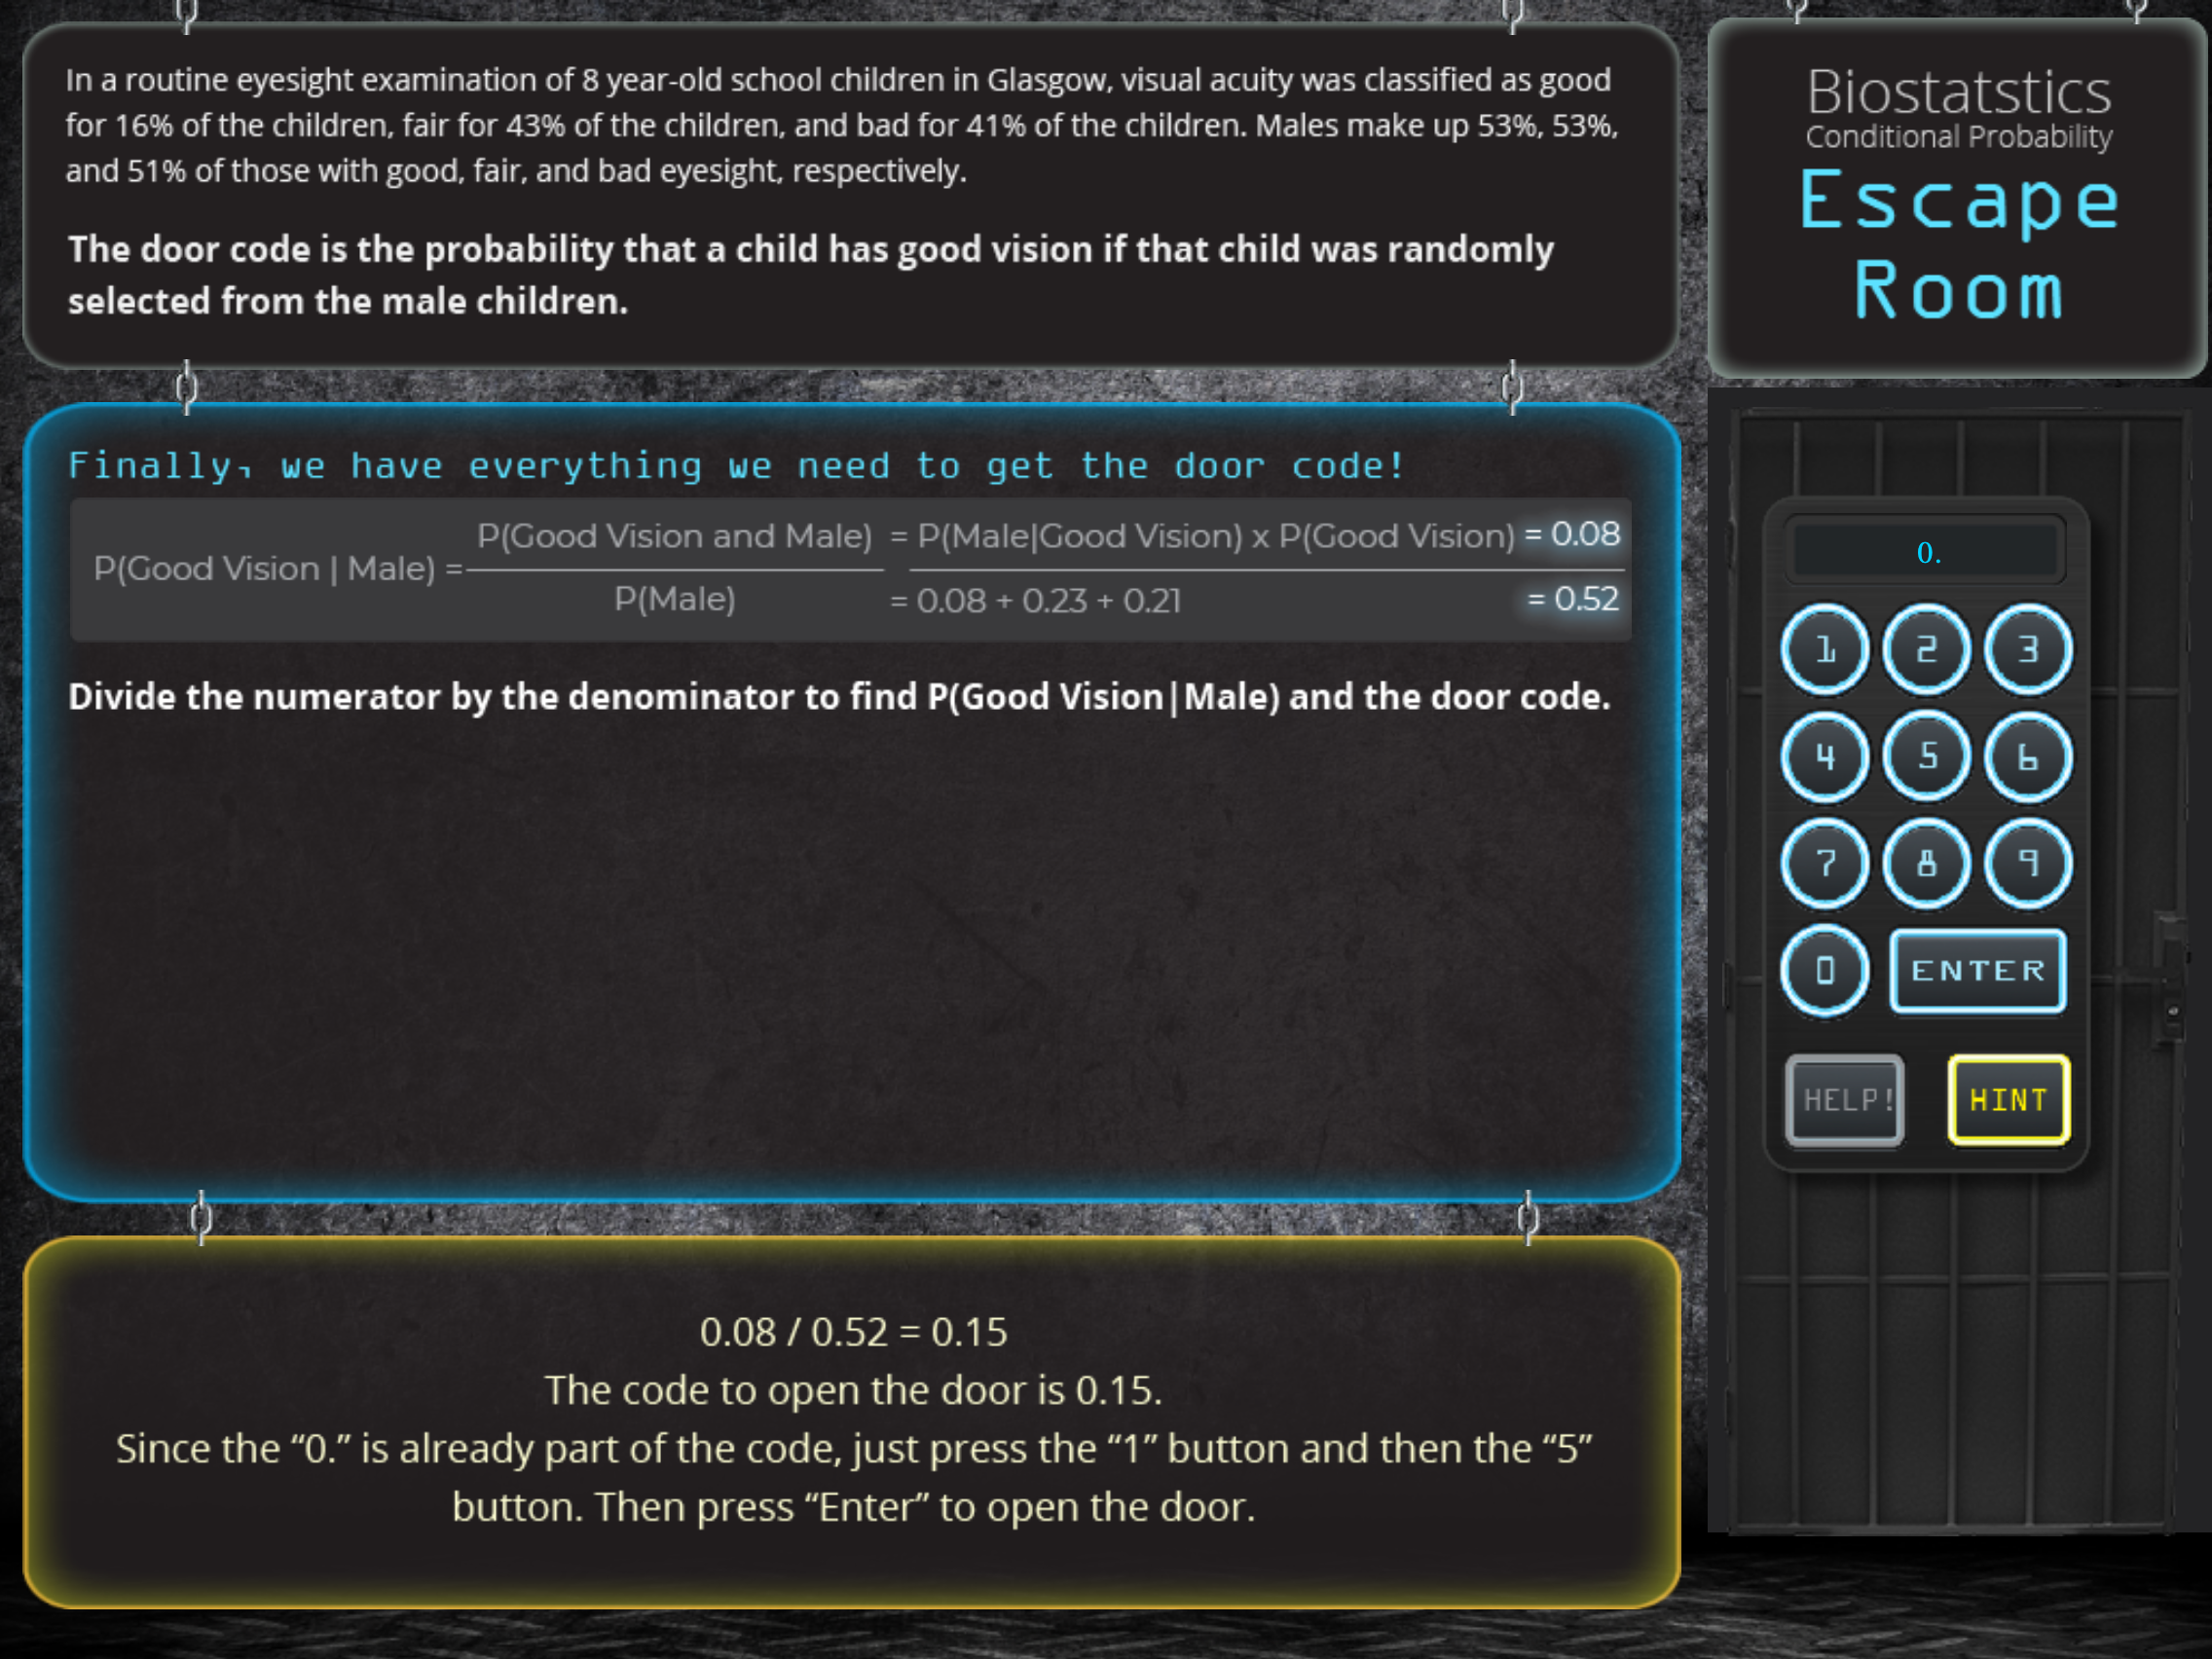 In a routine eyesight examination of 8 year-old school children in Glasgow, visual acuity was classified as good
for 16% of the children, fair for 43% of the children, and bad for 41% of the children. Males make up 53%, 53%,
and 51% of those with good, fair, and bad eyesight, respectively.
The door code is the probability that a child has good vision if that child was randomly
selected from the male children.
Biostatstics
Conditional Probability
Escape
Room
Finally, we have everything we need to get the door code!
P(Good Vision and Male) = P(Male|Good Vision) x P(Good Vision) = 0.08
P(Good Vision | Male) =
P(Male) = 0.08 + 0.23 + 0.21 = 0.52
Divide the numerator by the denominator to find P(Good Vision|Male) and the door code.
0.
1 2 3
4 5 6
7 8 9
0 ENTER
HELP! HINT
0.08 / 0.52 = 0.15
The code to open the door is 0.15.
Since the “0.” is already part of the code, just press the “1” button and then the “5”
button. Then press “Enter” to open the door.